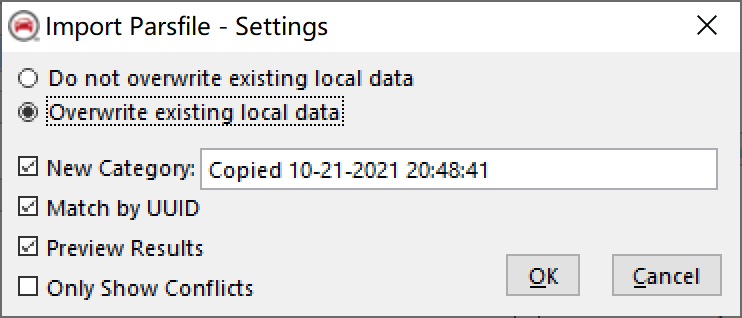 Import Parsfile - Settings
Do not overwrite existing local data
Overwrite existing local data
New Category: Copied 10-21-2021 20:48:41
Match by UUID
Preview Results
Only Show Conflicts
OK Cancel